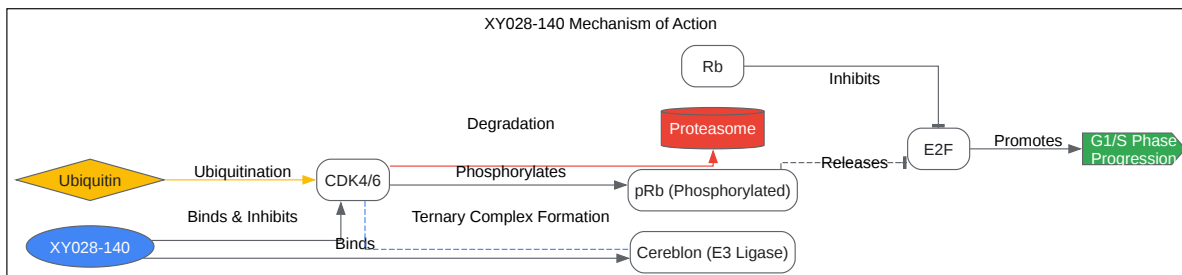 XY028-140 Mechanism of Action
Rb
Inhibits
Degradation
Proteasome
E2F
Promotes
G1/S Phase
Progression
Ubiquitin
Ubiquitination
CDK4/6
Phosphorylates
pRb (Phosphorylated)
Releases
Binds & Inhibits
Ternary Complex Formation
XY028-140
Binds
Cereblon (E3 Ligase)